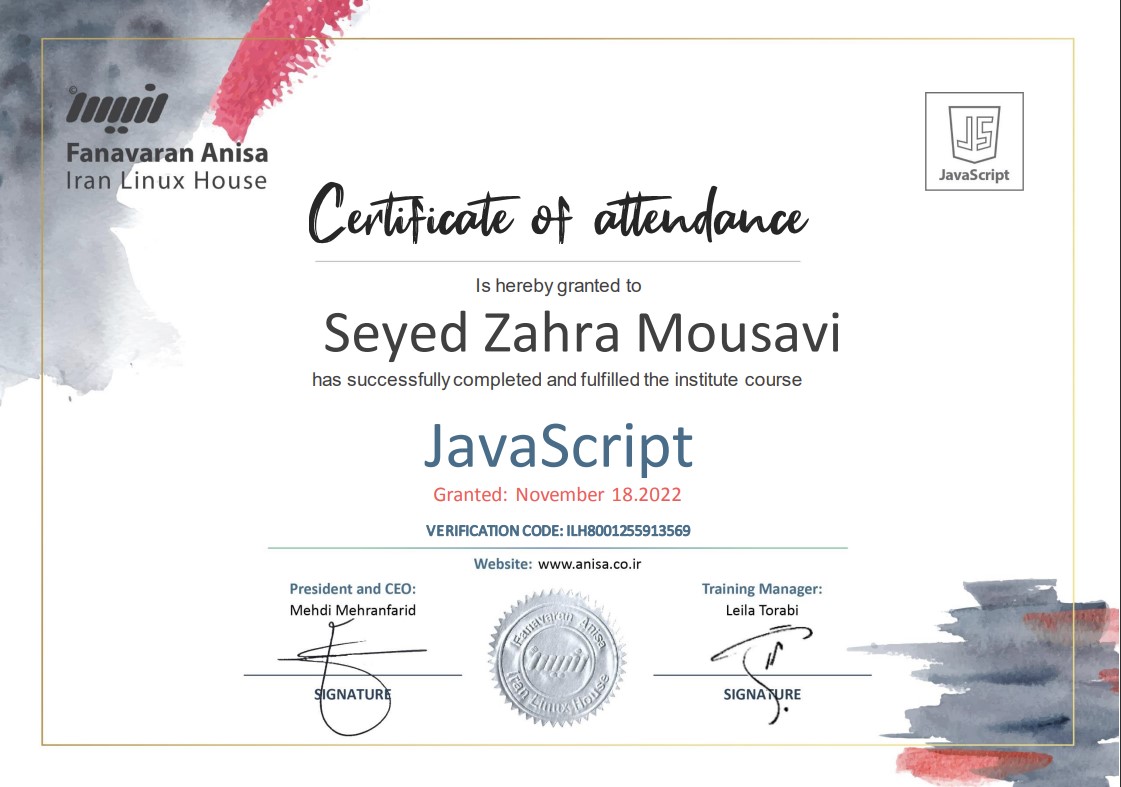 انیسا
Fanavaran Anisa
Iran Linux House
JS
JavaScript
Certificate of attendance
Is hereby granted to
Seyed Zahra Mousavi
has successfully completed and fulfilled the institute course
JavaScript
Granted: November 18.2022
VERIFICATION CODE: ILH8001255913569
Website: www.anisa.co.ir
President and CEO:
Mehdi Mehranfarid
SIGNATURE
Training Manager:
Leila Torabi
SIGNATURE
Fanavaran Anisa
انیسا
Iran Linux House